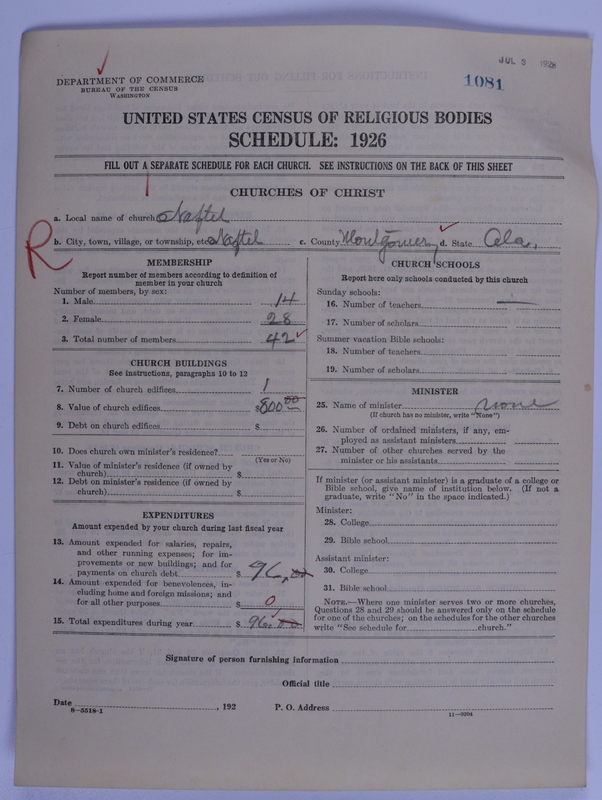 JUL 3 1928
1081
DEPARTMENT OF COMMERCE
BUREAU OF THE CENSUS
WASHINGTON
UNITED STATES CENSUS OF RELIGIOUS BODIES
SCHEDULE: 1926
FILL OUT A SEPARATE SCHEDULE FOR EACH CHURCH. SEE INSTRUCTIONS ON THE BACK OF THIS SHEET
CHURCHES OF CHRIST
a. Local name of church Naftel
R
b. City, town, village, or township, etc. Naftel c. County Montgomery d. State Ala.
MEMBERSHIP
Report number of members according to definition of
member in your church
Number of members, by sex:
1. Male 14
2. Female 28
3. Total number of members 42
CHURCH BUILDINGS
See instructions, paragraphs 10 to 12
7. Number of church edifices 1
8. Value of church edifices $800 00
9. Debt on church edifices $
10. Does church own minister's residence?
(Yes or No)
11. Value of minister's residence (if owned by
church) $
12. Debt on minister's residence (if owned by
church) $
EXPENDITURES
Amount expended by your church during last fiscal year
13. Amount expended for salaries, repairs,
and other running expenses; for im-
provements or new buildings; and for
payments on church debt $ 96.00
14. Amount expended for benevolences, in-
cluding home and foreign missions; and
for all other purposes $ 0
15. Total expenditures during year $ 96.00
CHURCH SCHOOLS
Report here only schools conducted by this church
Sunday schools:
16. Number of teachers
17. Number of scholars
Summer vacation Bible schools:
18. Number of teachers
19. Number of scholars
MINISTER
25. Name of minister none
(If church has no minister, write "None")
26. Number of ordained ministers, if any, em-
ployed as assistant ministers
27. Number of other churches served by the
minister or his assistants
If minister (or assistant minister) is a graduate of a college or
Bible school, give name of institution below. (If not a
graduate, write "No" in the space indicated.)
Minister:
28. College
29. Bible school
Assistant minister:
30. College
31. Bible school
NOTE.—Where one minister serves two or more churches,
Questions 28 and 29 should be answered only on the schedule
for one of the churches; on the schedules for the other churches
write "See schedule for church."
Signature of person furnishing information
Official title
Date , 192 P. O. Address
8—5518-1 11—9394